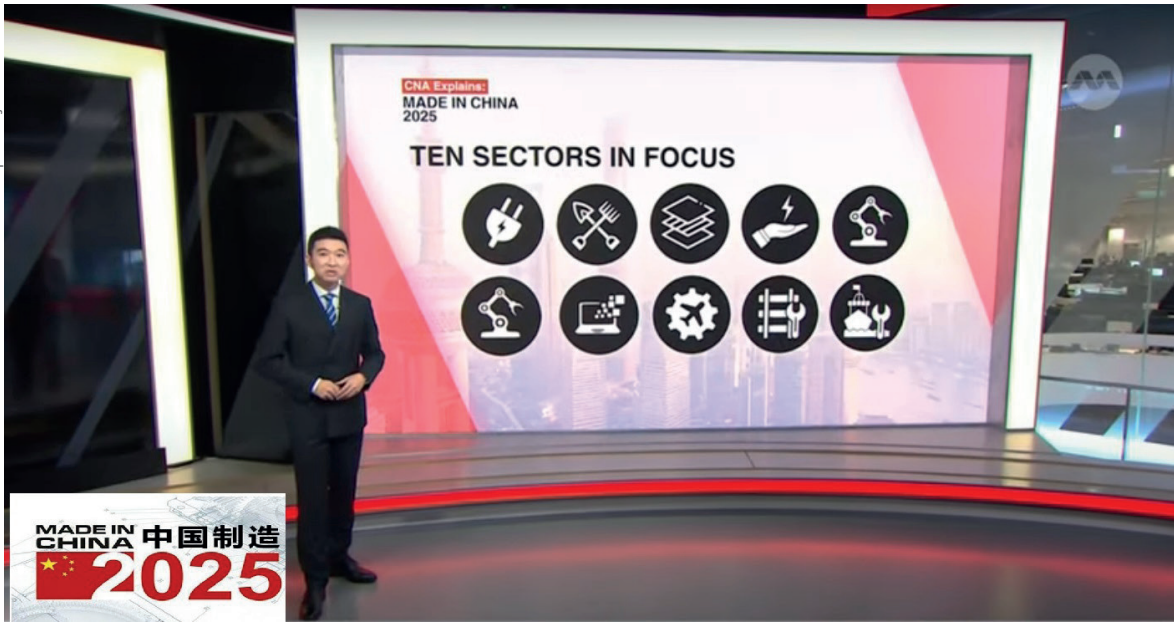 CNA Explains:
MADE IN CHINA
2025
TEN SECTORS IN FOCUS
MADE IN
CHINA 中国制造
2025